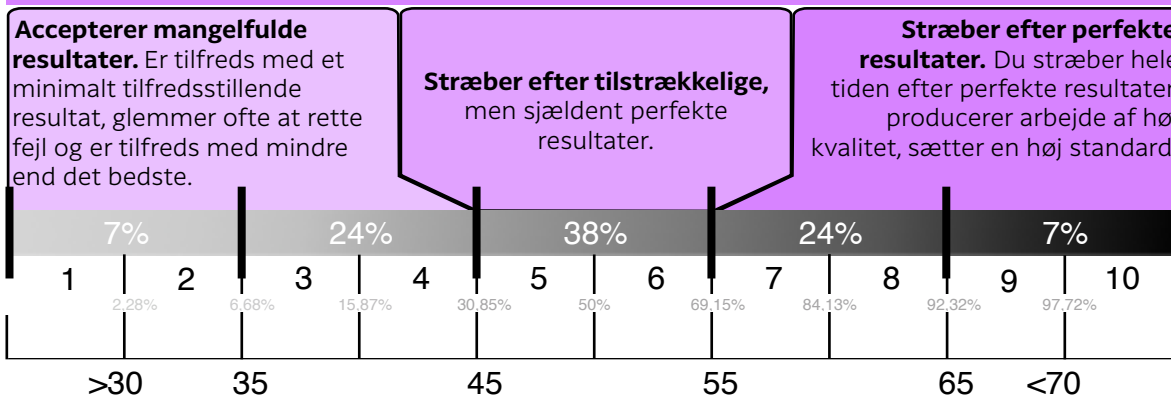 Accepterer mangelfulde
resultater. Er tilfreds med et
minimalt tilfredsstillende
resultat, glemmer ofte at rette
fejl og er tilfreds med mindre
end det bedste.
Stræber efter tilstrækkelige,
men sjældent perfekte
resultater.
Stræber efter perfekte
resultater. Du stræber hele
tiden efter perfekte resultater
producerer arbejde af hø
kvalitet, sætter en høj standard
7% 24% 38% 24% 7%
1 2 3 4 5 6 7 8 9 10
2.28% 6.68% 15.87% 30.85% 50% 69.15% 84,13% 92.32% 97.72%
>30 35 45 55 65 <70